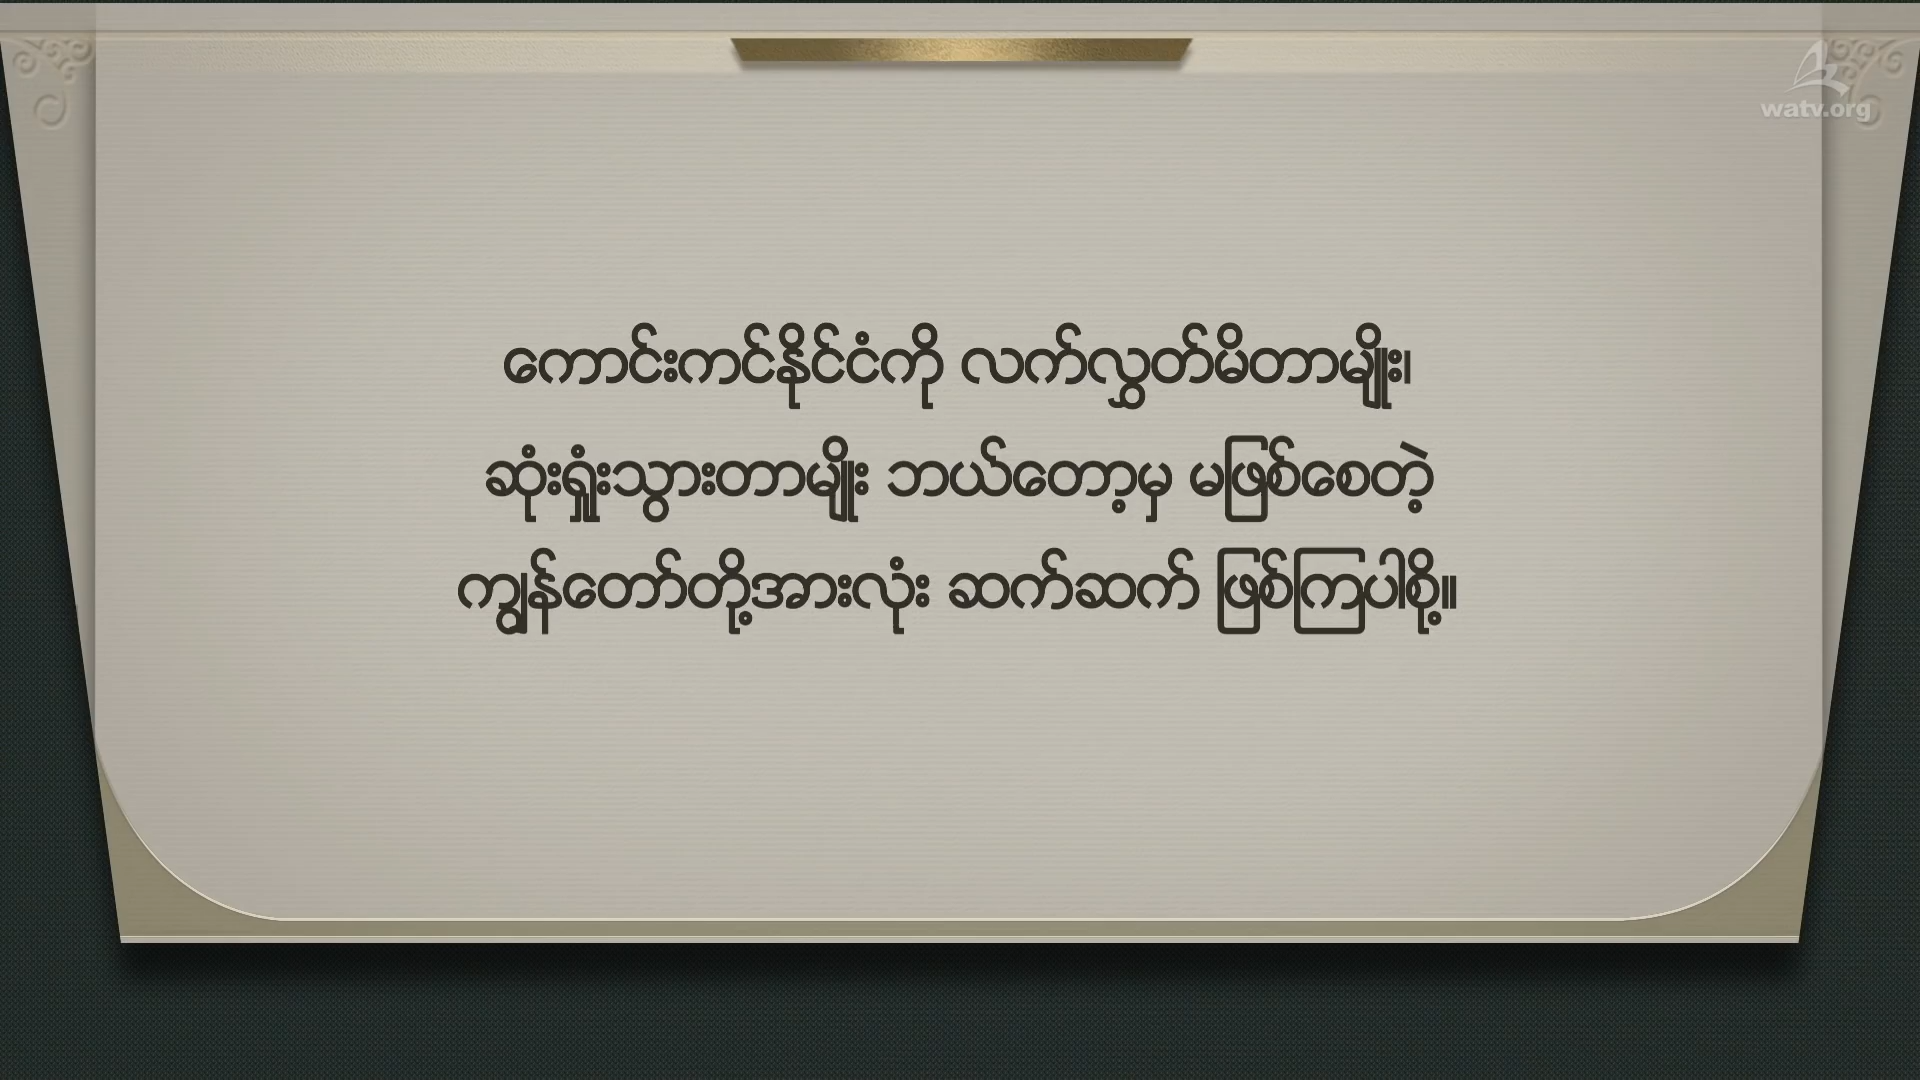 watv.org
ကောင်းကင်နိုင်ငံကို လက်လွှတ်မိတာမျိုး၊
ဆုံးရှုံးသွားတာမျိုး ဘယ်တော့မှ မဖြစ်စေတဲ့
ကျွန်တော်တို့အားလုံး ဆက်ဆက် ဖြစ်ကြပါစို့။